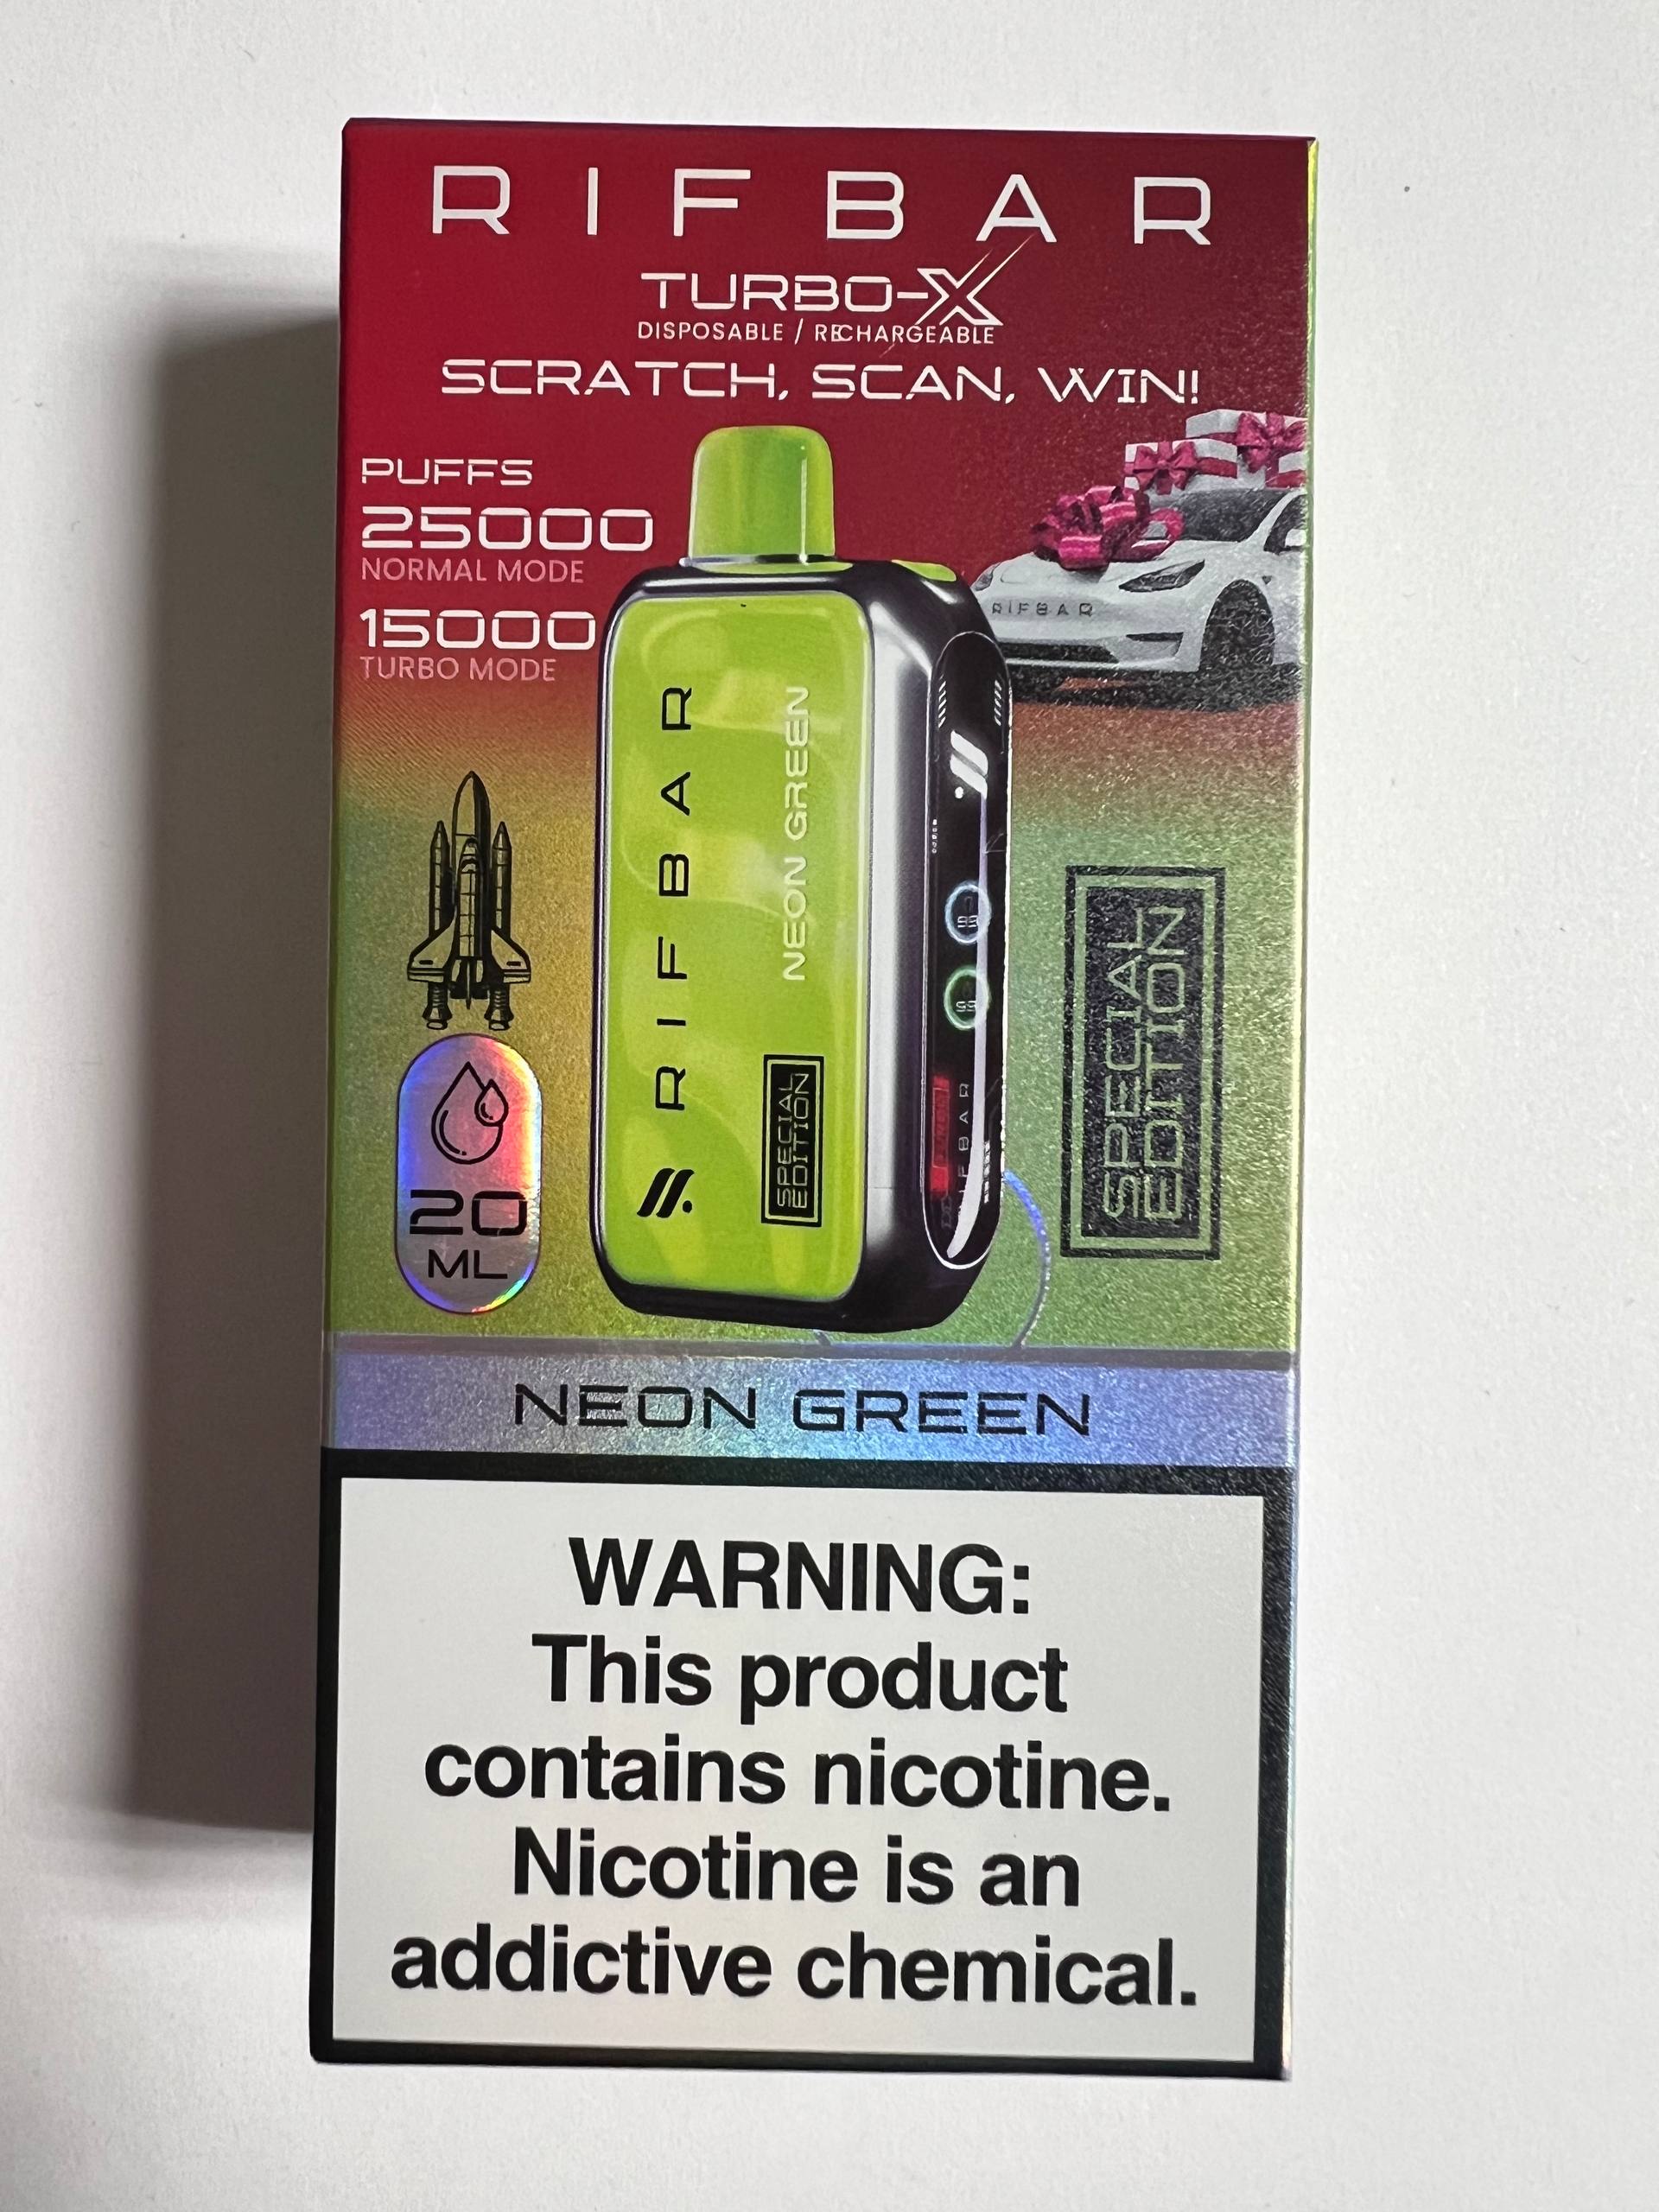 RIFBAR
TURBO-X
DISPOSABLE / RECHARGEABLE
SCRATCH, SCAN, WIN!
PUFFS
25000
NORMAL MODE
15000
TURBO MODE
RIFBAR
RIFBAR
NEON GREEN
SPECIAL
EDITION
RIFBAR
SPECIAL
EDITION
20
ML
NEON GREEN
WARNING:
This product
contains nicotine.
Nicotine is an
addictive chemical.